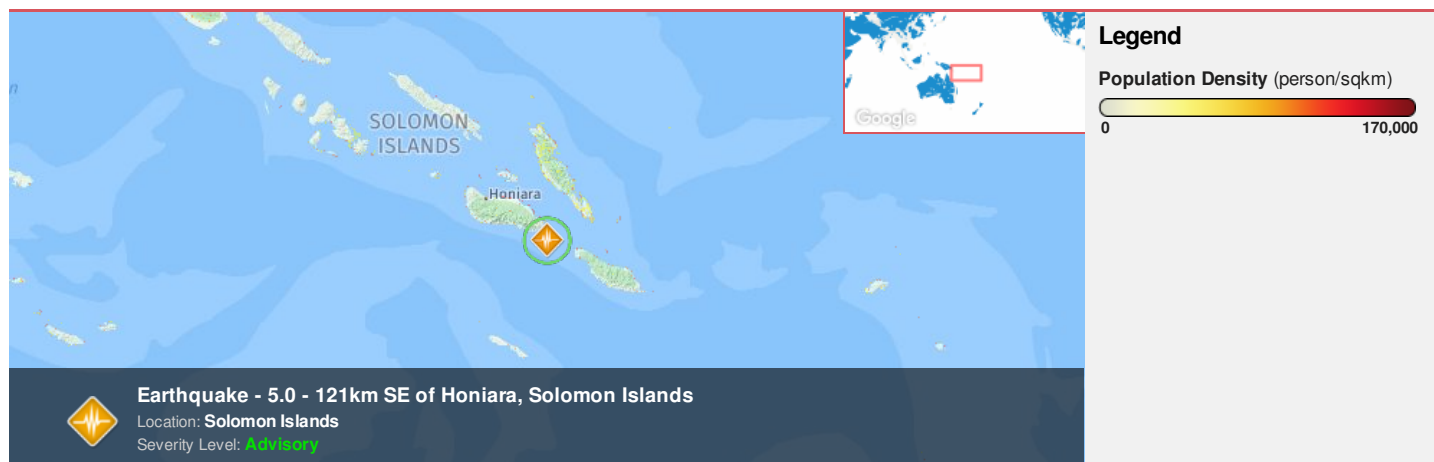 SOLOMON
ISLANDS
Honiara
Google
Legend
Population Density (person/sqkm)
0 170,000
Earthquake - 5.0 - 121km SE of Honiara, Solomon Islands
Location: Solomon Islands
Severity Level: Advisory